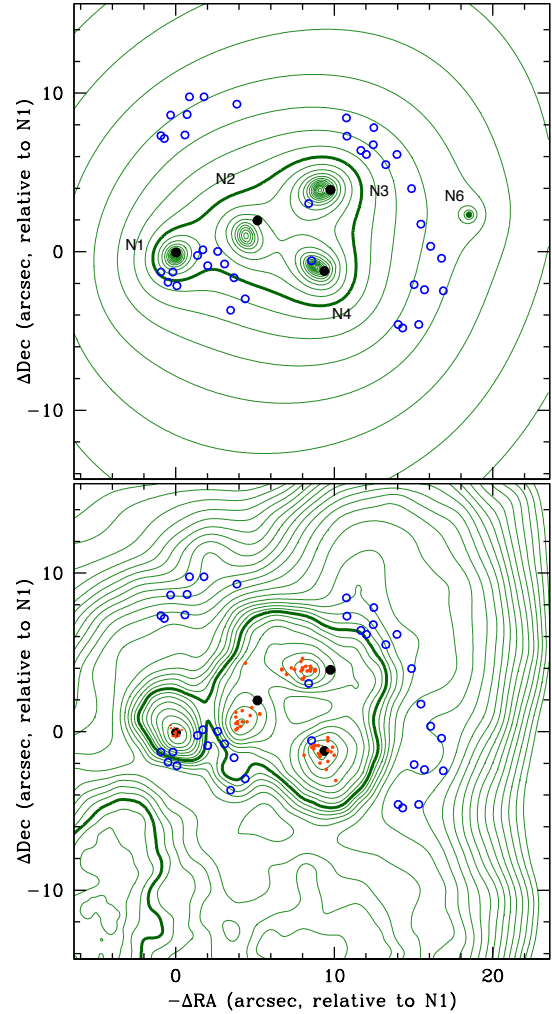 10
N2
N3
N6
N1
0
N4
−10
ΔDec (arcsec, relative to N1)
10
0
−10
ΔDec (arcsec, relative to N1)
0 10 20
−ΔRA (arcsec, relative to N1)